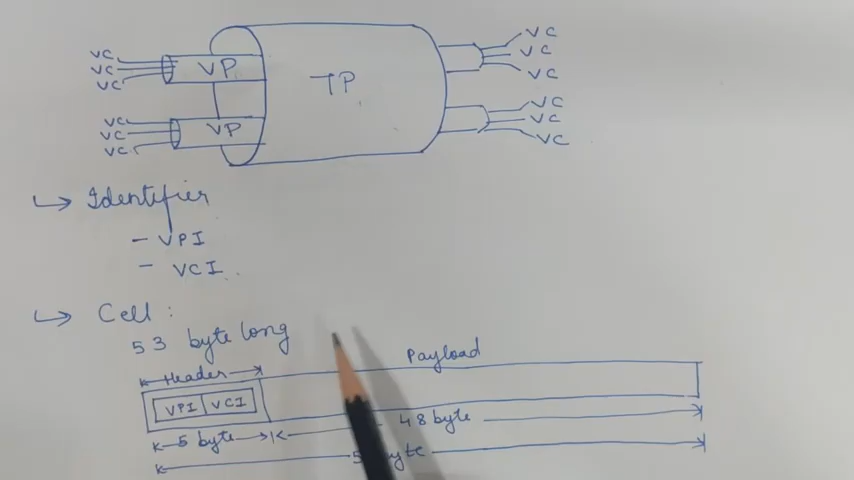 VC
VC
VC
VP
TP
VC
VC
VC
VC
VC
VC
VP
VC
VC
VC
Identifier
- VPI
- VCI
Cell :
53 byte long
Header
Payload
VPI VCI
5 byte
48 byte